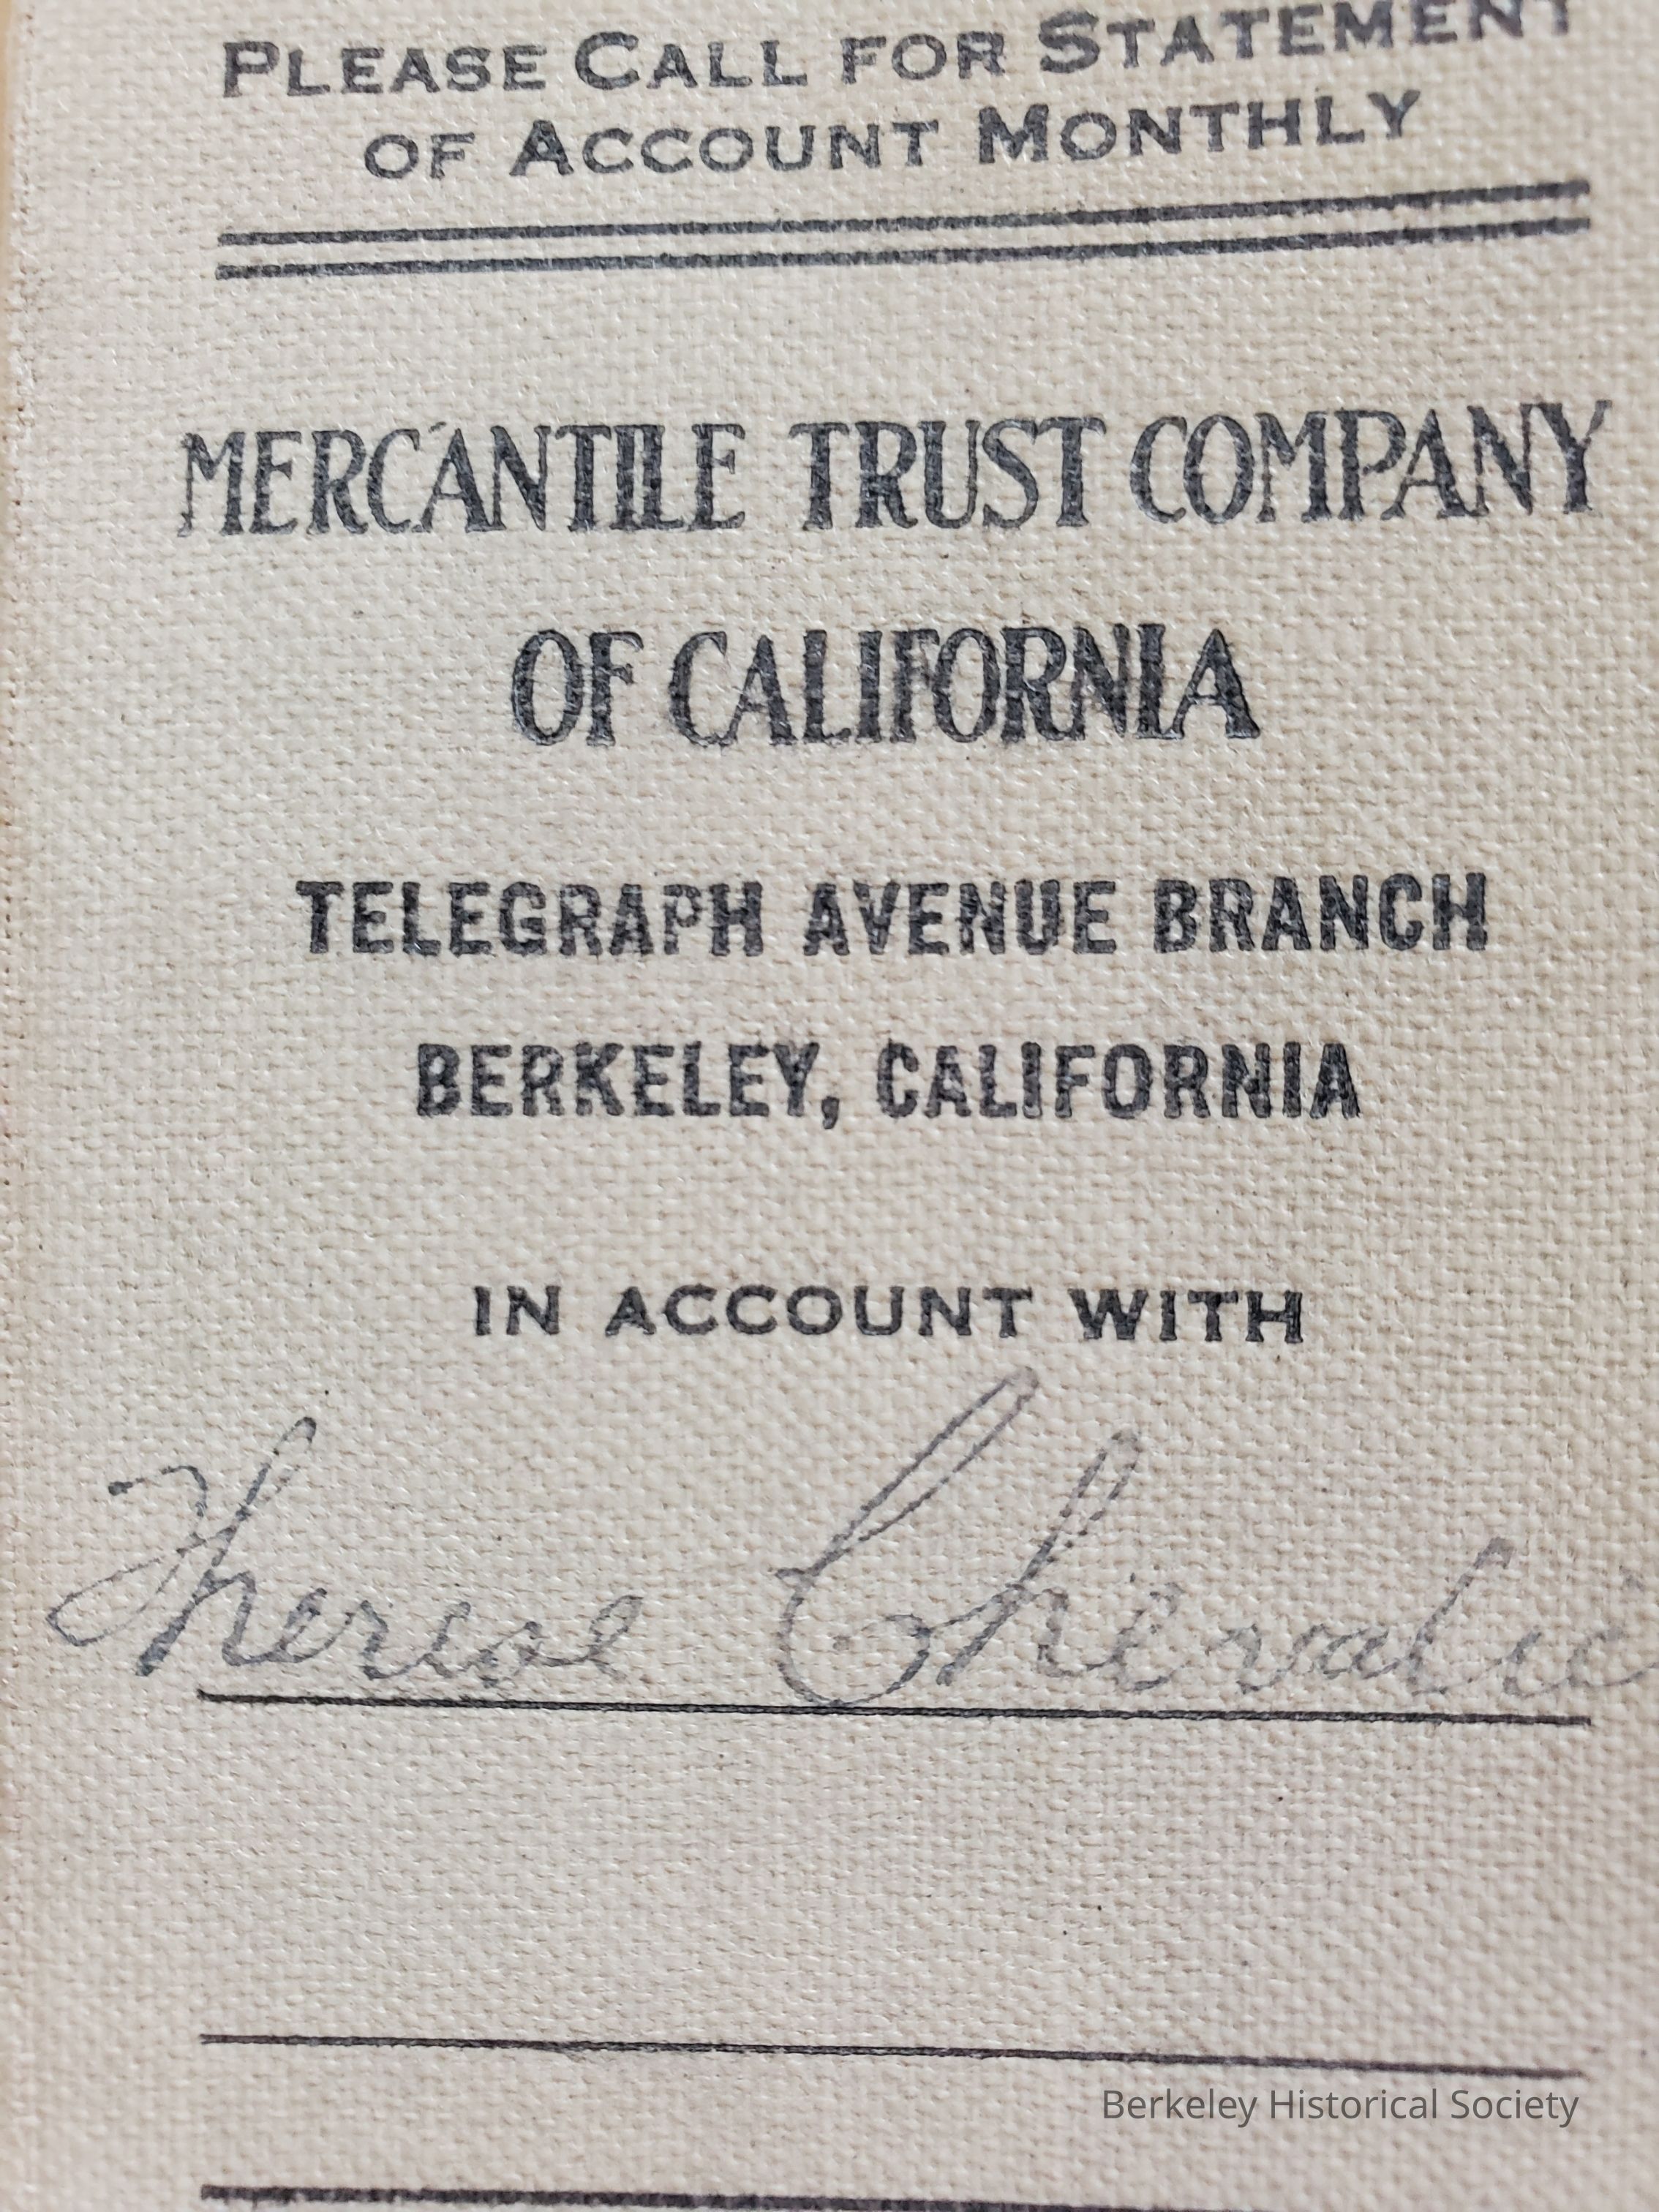 PLEASE CALL FOR STATEMENT
OF ACCOUNT MONTHLY
MERCANTILE TRUST COMPANY
OF CALIFORNIA
TELEGRAPH AVENUE BRANCH
BERKELEY, CALIFORNIA
IN ACCOUNT WITH
Therese
Berkeley Historical Society